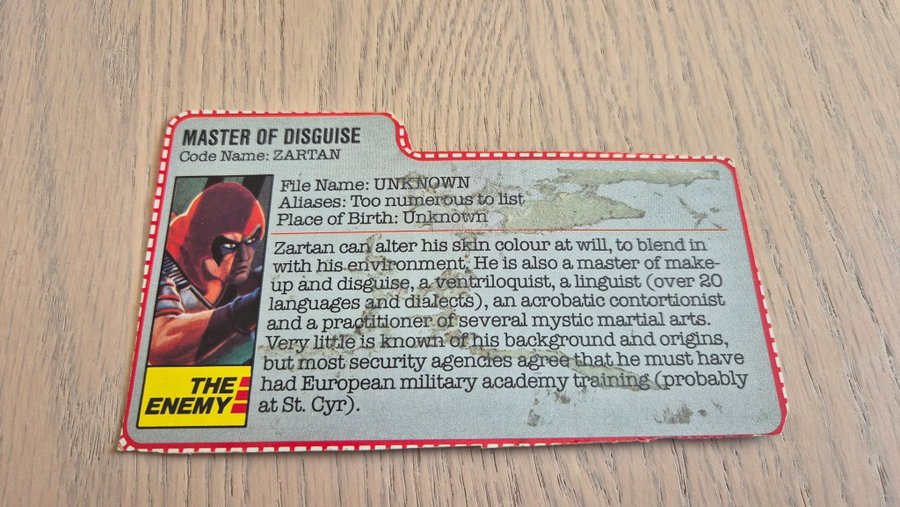 MASTER OF DISGUISE
Code Name: ZARTAN
File Name: UNKNOWN
Aliases: Too numerous to list
Place of Birth: Unknown
Zartan can alter his skin colour at will, to blend in
with his environment. He is also a master of make-
up and disguise, a ventriloquist, a linguist (over 20
languages and dialects), an acrobatic contortionist
and a practitioner of several mystic martial arts.
Very little is known of his background and origins,
but most security agencies agree that he must have
had European military academy training (probably
at St. Cyr).
THE
ENEMY